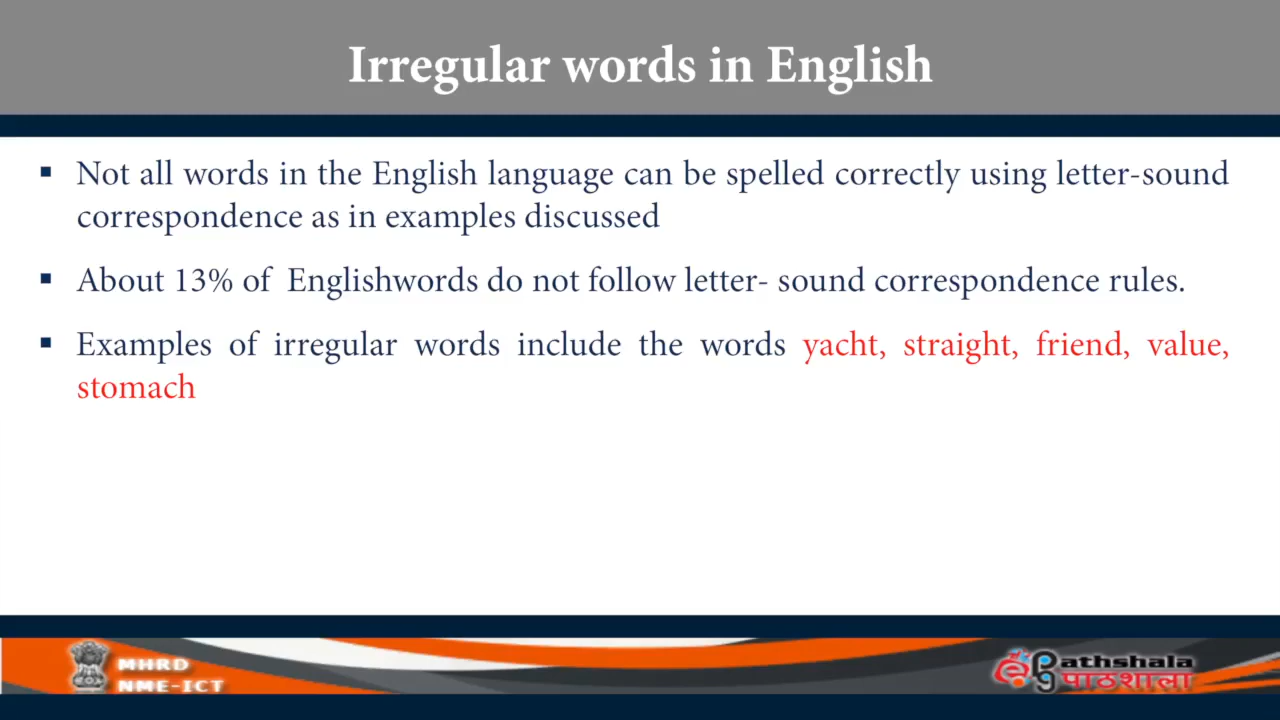 Irregular words in English
▪ Not all words in the English language can be spelled correctly using letter-sound
correspondence as in examples discussed
▪ About 13% of Englishwords do not follow letter- sound correspondence rules.
▪ Examples of irregular words include the words yacht, straight, friend, value,
stomach
MHRD
NME-ICT
epg
athshala
पाठशाला